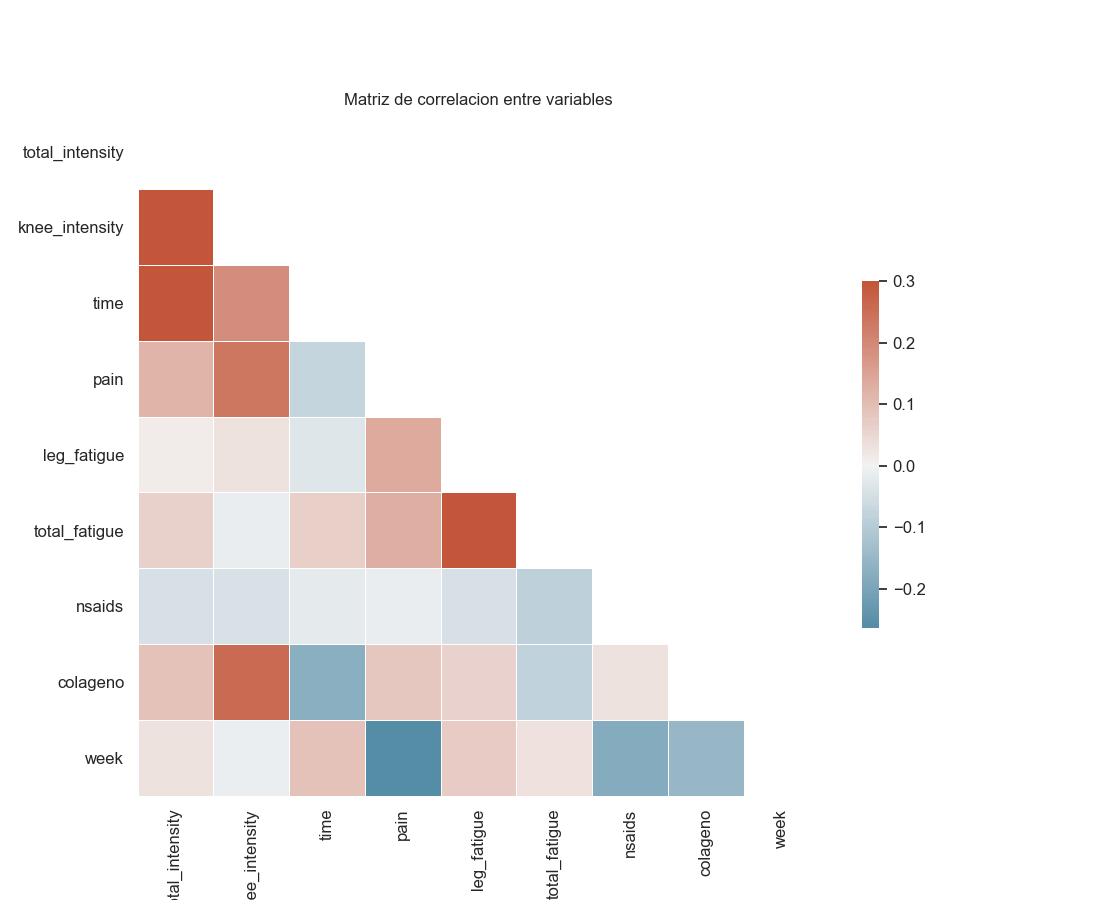 Matriz de correlacion entre variables
total_intensity
knee_intensity
time
pain
leg_fatigue
total_fatigue
nsaids
colageno
week
0.3
0.2
0.1
0.0
−0.1
−0.2
otal_intensity
ee_intensity
time
pain
leg_fatigue
total_fatigue
nsaids
colageno
week